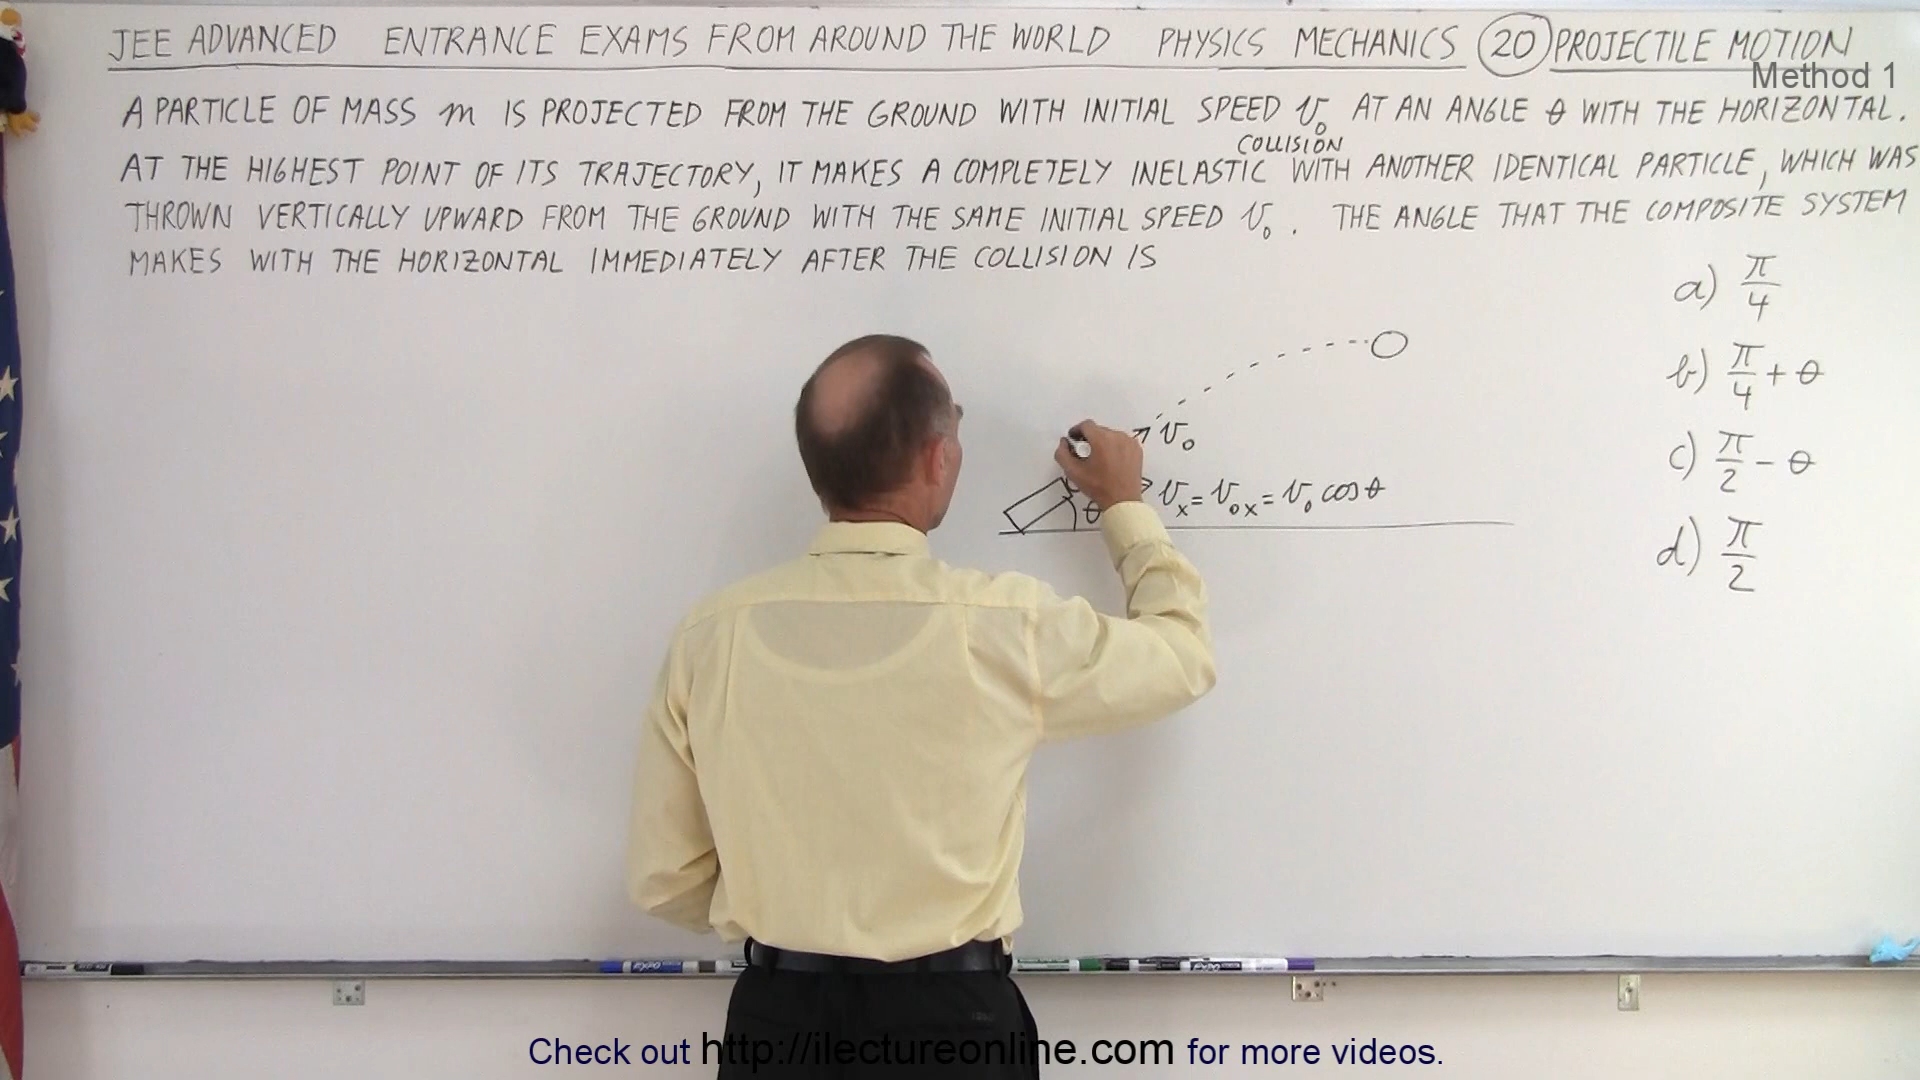 JEE ADVANCED ENTRANCE EXAMS FROM AROUND THE WORLD PHYSICS MECHANICS 20 PROJECTILE MOTION
Method 1
A PARTICLE OF MASS m IS PROJECTED FROM THE GROUND WITH INITIAL SPEED v₀ AT AN ANGLE θ WITH THE HORIZONTAL.
COLLISION
AT THE HIGHEST POINT OF ITS TRAJECTORY, IT MAKES A COMPLETELY INELASTIC WITH ANOTHER IDENTICAL PARTICLE, WHICH WAS
THROWN VERTICALLY UPWARD FROM THE GROUND WITH THE SAME INITIAL SPEED v₀. THE ANGLE THAT THE COMPOSITE SYSTEM
MAKES WITH THE HORIZONTAL IMMEDIATELY AFTER THE COLLISION IS
a) π/4
b) π/4 + θ
c) π/2 - θ
d) π/2
v₀
θ vₓ = v₀ₓ = v₀ cos θ
Check out http://ilectureonline.com for more videos.